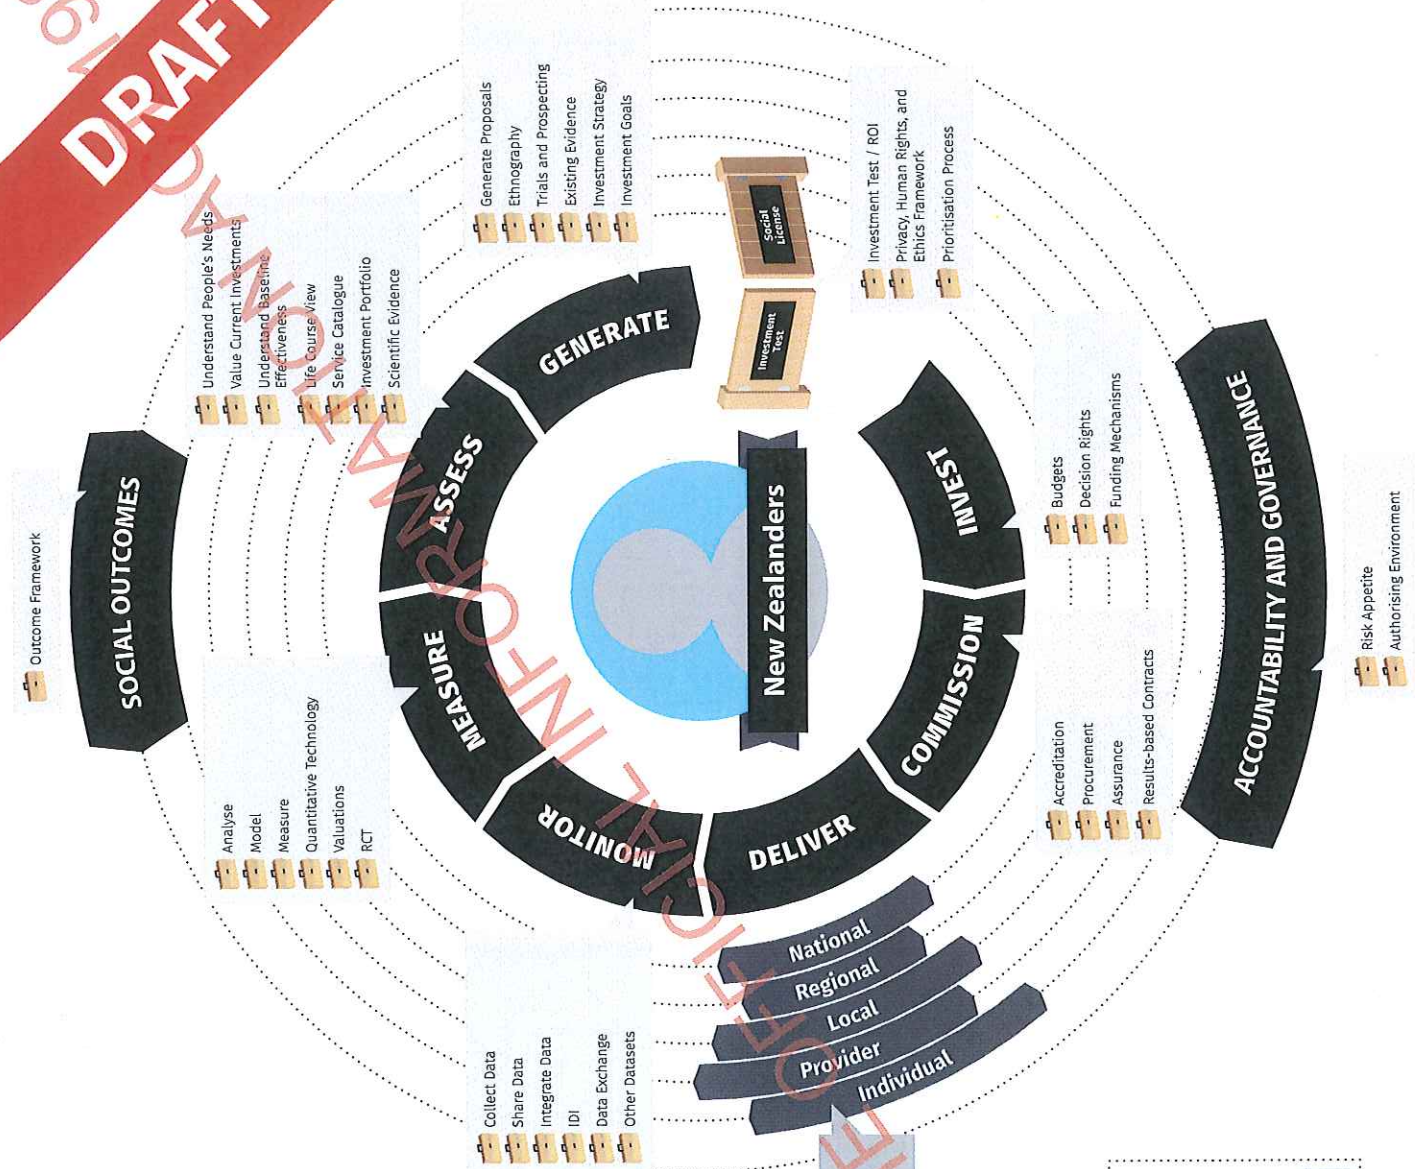 DRAFT
Outcome Framework
SOCIAL OUTCOMES
Understand People's Needs
Value Current Investments
Understand Baseline
Effectiveness
Life Course View
Service Catalogue
Investment Portfolio
Scientific Evidence
Generate Proposals
Ethnography
Trials and Prospecting
Existing Evidence
Investment Strategy
Investment Goals
Analyse
Model
Measure
Quantitative Technology
Valuations
RCT
Collect Data
Share Data
Integrate Data
IDI
Data Exchange
Other Datasets
ASSESS
GENERATE
MEASURE
MONITOR
DELIVER
COMMISSION
INVEST
New Zealanders
Investment
Test
Social
License
Investment Test / ROI
Privacy, Human Rights, and
Ethics Framework
Prioritisation Process
Budgets
Decision Rights
Funding Mechanisms
Accreditation
Procurement
Assurance
Results-based Contracts
National
Regional
Local
Provider
Individual
ACCOUNTABILITY AND GOVERNANCE
Risk Appetite
Authorising Environment
OFFICIAL INFORMATION